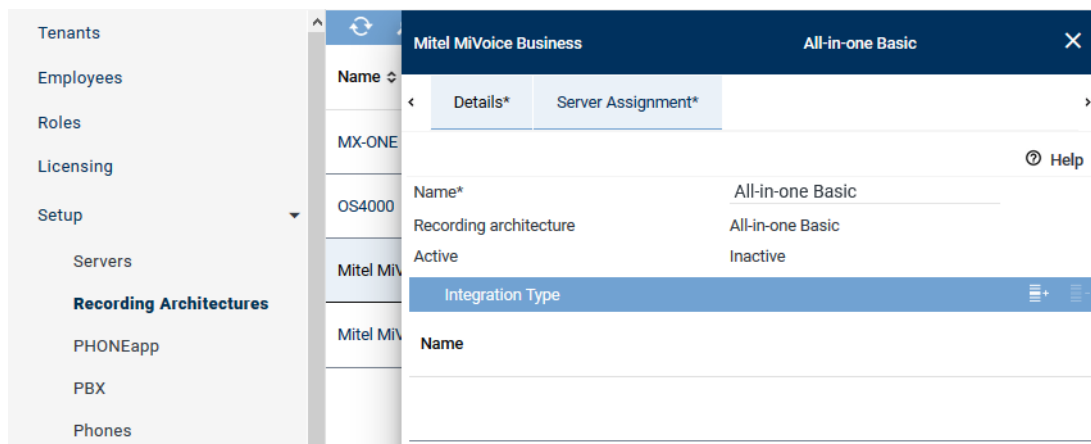 Tenants
Employees
Roles
Licensing
Setup
Servers
Recording Architectures
PHONEapp
PBX
Phones
Name
MX-ONE
OS4000
Mitel MiV
Mitel MiV
Mitel MiVoice Business All-in-one Basic
Details* Server Assignment*
Help
Name* All-in-one Basic
Recording architecture All-in-one Basic
Active Inactive
Integration Type
Name